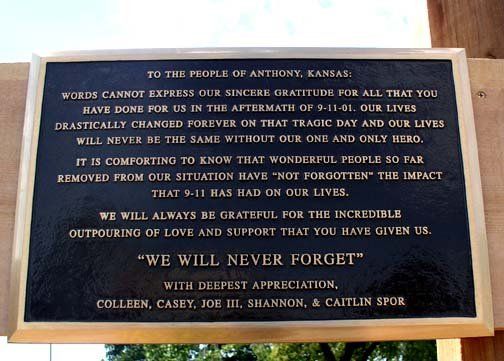 TO THE PEOPLE OF ANTHONY, KANSAS:
WORDS CANNOT EXPRESS OUR SINCERE GRATITUDE FOR ALL THAT YOU
HAVE DONE FOR US IN THE AFTERMATH OF 9-11-01. OUR LIVES
DRASTICALLY CHANGED FOREVER ON THAT TRAGIC DAY AND OUR LIVES
WILL NEVER BE THE SAME WITHOUT OUR ONE AND ONLY HERO.
IT IS COMFORTING TO KNOW THAT WONDERFUL PEOPLE SO FAR
REMOVED FROM OUR SITUATION HAVE "NOT FORGOTTEN" THE IMPACT
THAT 9-11 HAS HAD ON OUR LIVES.
WE WILL ALWAYS BE GRATEFUL FOR THE INCREDIBLE
OUTPOURING OF LOVE AND SUPPORT THAT YOU HAVE GIVEN US.
"WE WILL NEVER FORGET"
WITH DEEPEST APPRECIATION,
COLLEEN, CASEY, JOE III, SHANNON, & CAITLIN SPOR